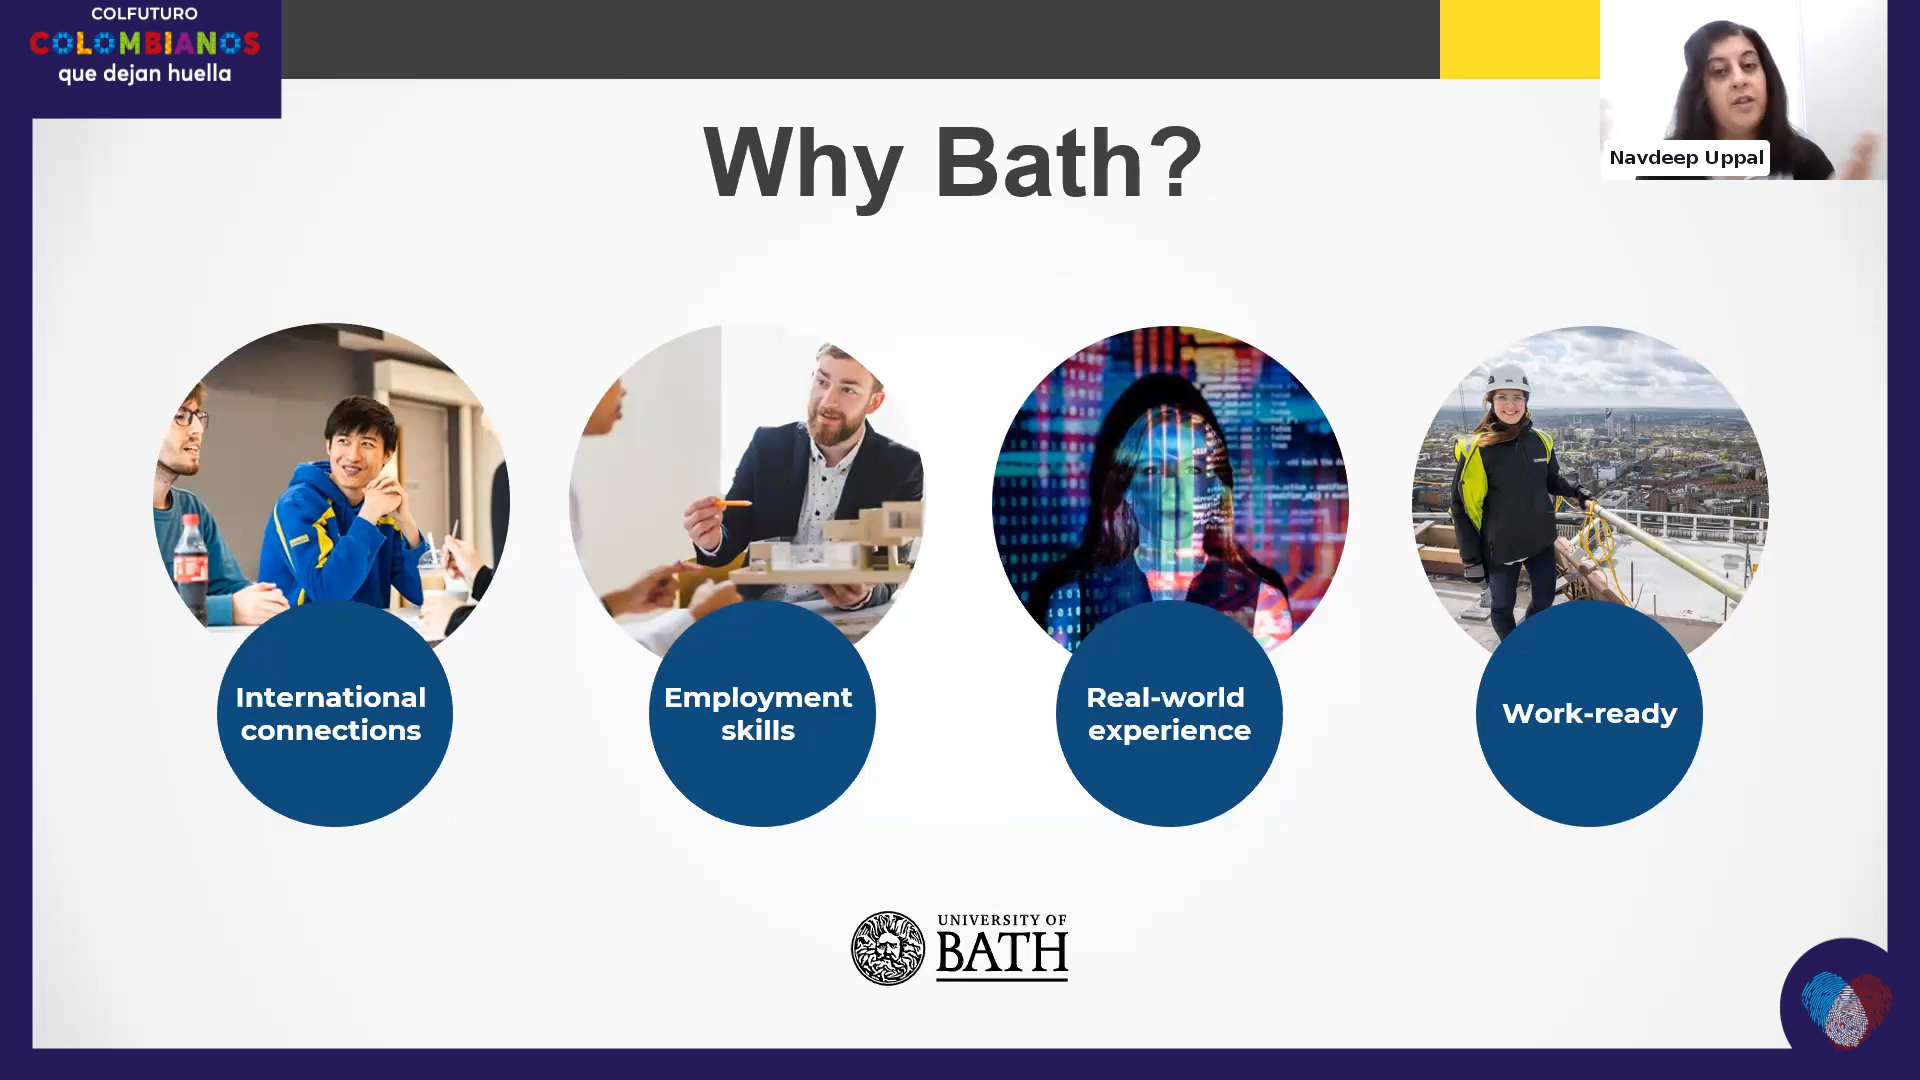 COLFUTURO
COLOMBIANOS
que dejan huella
Navdeep Uppal
Why Bath?
International
connections
Employment
skills
Real-world
experience
Work-ready
UNIVERSITY OF
BATH